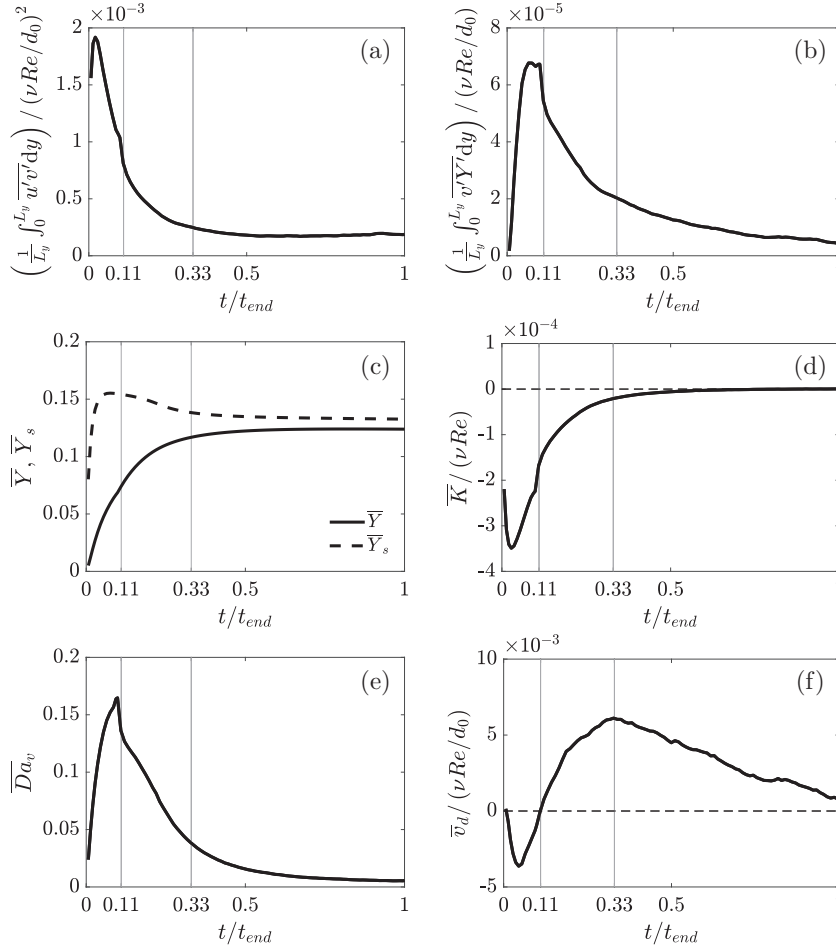 ×10⁻³
(a)
2
1.5
1
0.5
0
0 0.11 0.33 0.5 1
t/t_end
(1/L_y ∫₀^{L_y} \overline{u'v'}dy) / (νRe/d₀)²
×10⁻⁵
(b)
8
6
4
2
0
0 0.11 0.33 0.5
t/t_end
(1/L_y ∫₀^{L_y} \overline{v'Y'}dy) / (νRe/d₀)
(c)
0.2
0.15
0.1
0.05
0
0 0.11 0.33 0.5 1
t/t_end
\overline{Y}, \overline{Y}_s
\overline{Y}
\overline{Y}_s
×10⁻⁴
(d)
1
0
-1
-2
-3
-4
0 0.11 0.33 0.5
t/t_end
\overline{K}/(νRe)
(e)
0.2
0.15
0.1
0.05
0
0 0.11 0.33 0.5 1
t/t_end
\overline{Da}_v
×10⁻³
(f)
10
5
0
-5
0 0.11 0.33 0.5
t/t_end
\overline{v}_d/(νRe/d₀)